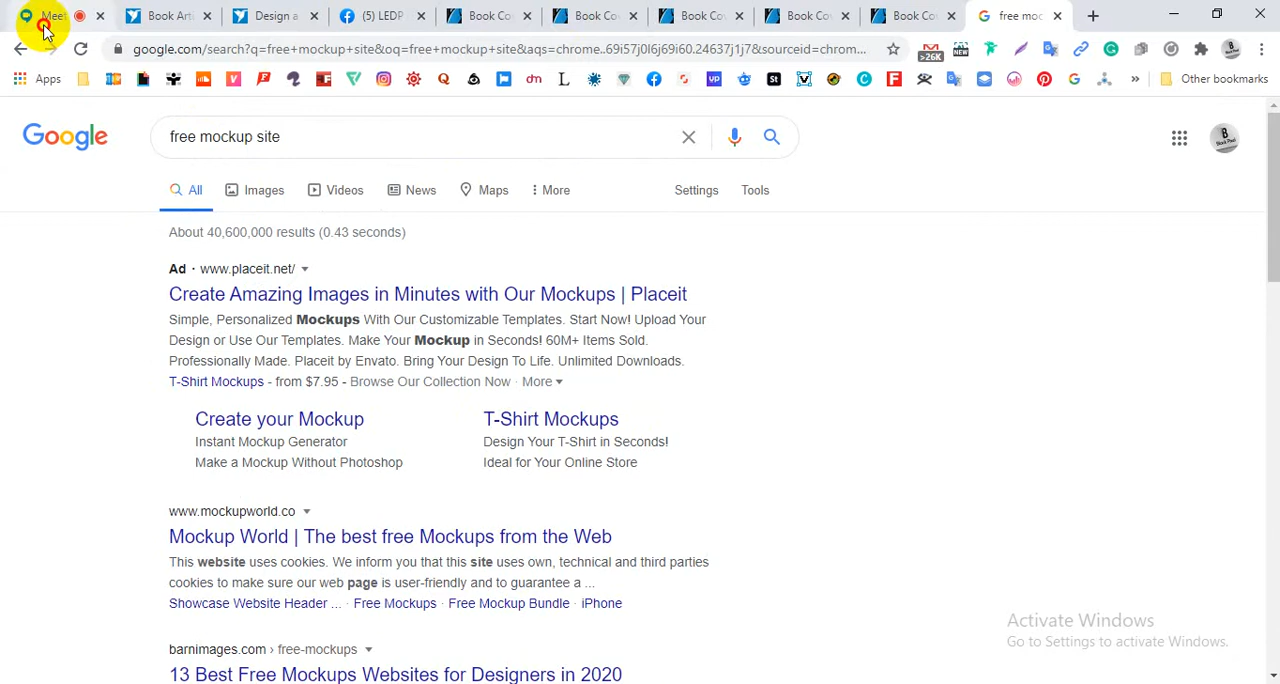 Meet Book Arti Design a (5) LEDP Book Co Book Cov Book Cov Book Cov Book Cov free moc
google.com/search?q=free+mockup+site&oq=free+mockup+site&aqs=chrome..69i57j0l6j69i60.24637j1j7&sourceid=chrom...
>26K NEW
Apps Other bookmarks
Google
free mockup site
All Images Videos News Maps More Settings Tools
About 40,600,000 results (0.43 seconds)
Ad · www.placeit.net/
Create Amazing Images in Minutes with Our Mockups | Placeit
Simple, Personalized Mockups With Our Customizable Templates. Start Now! Upload Your
Design or Use Our Templates. Make Your Mockup in Seconds! 60M+ Items Sold.
Professionally Made. Placeit by Envato. Bring Your Design To Life. Unlimited Downloads.
T-Shirt Mockups - from $7.95 - Browse Our Collection Now · More
Create your Mockup T-Shirt Mockups
Instant Mockup Generator Design Your T-Shirt in Seconds!
Make a Mockup Without Photoshop Ideal for Your Online Store
www.mockupworld.co
Mockup World | The best free Mockups from the Web
This website uses cookies. We inform you that this site uses own, technical and third parties
cookies to make sure our web page is user-friendly and to guarantee a ...
Showcase Website Header ... · Free Mockups · Free Mockup Bundle · iPhone
barnimages.com › free-mockups
13 Best Free Mockups Websites for Designers in 2020
Activate Windows
Go to Settings to activate Windows.